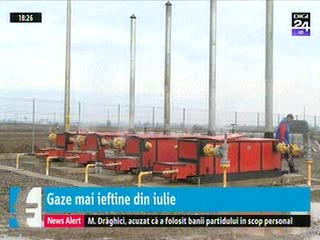 18:26
DIGI
24
HD
Gaze mai ieftine din iulie
News Alert M. Drăghici, acuzat că a folosit banii partidului în scop personal